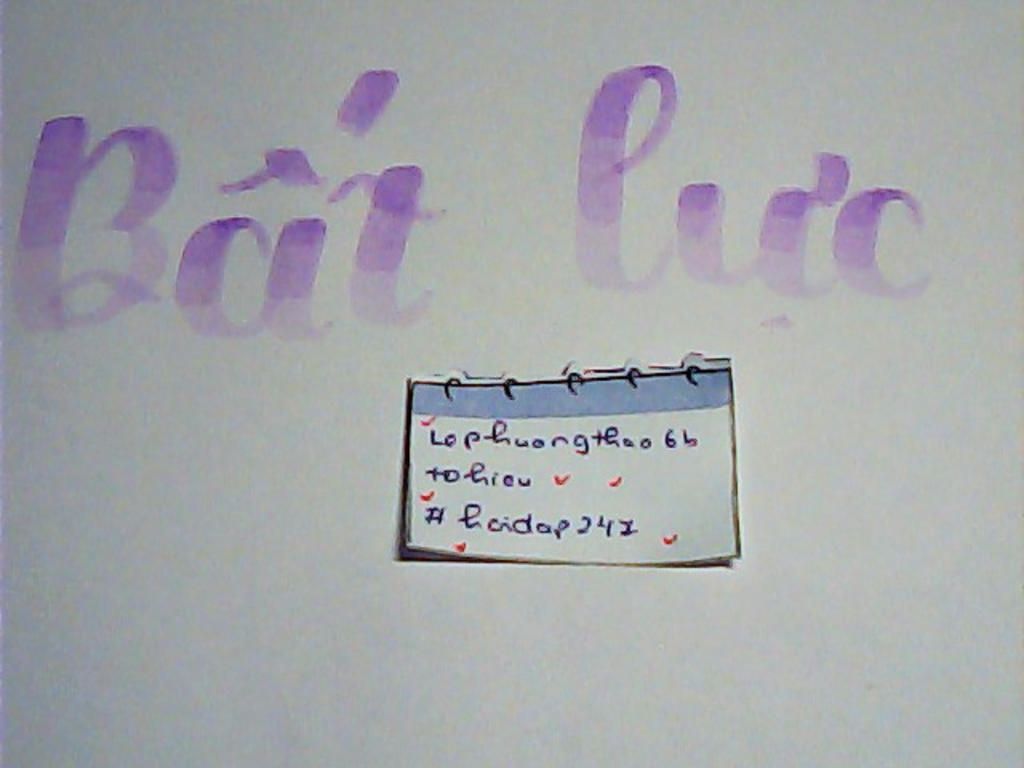 Bất lực
Lophuongthao6b
tohieu
#hoidap247